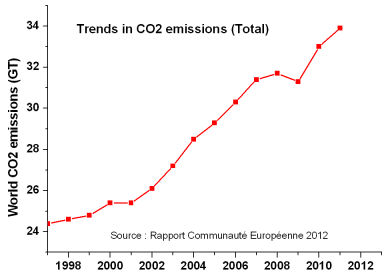 Trends in CO2 emissions (Total)
World CO2 emissions (GT)
34
32
30
28
26
24
Source : Rapport Communauté Européenne 2012
1998 2000 2002 2004 2006 2008 2010 2012